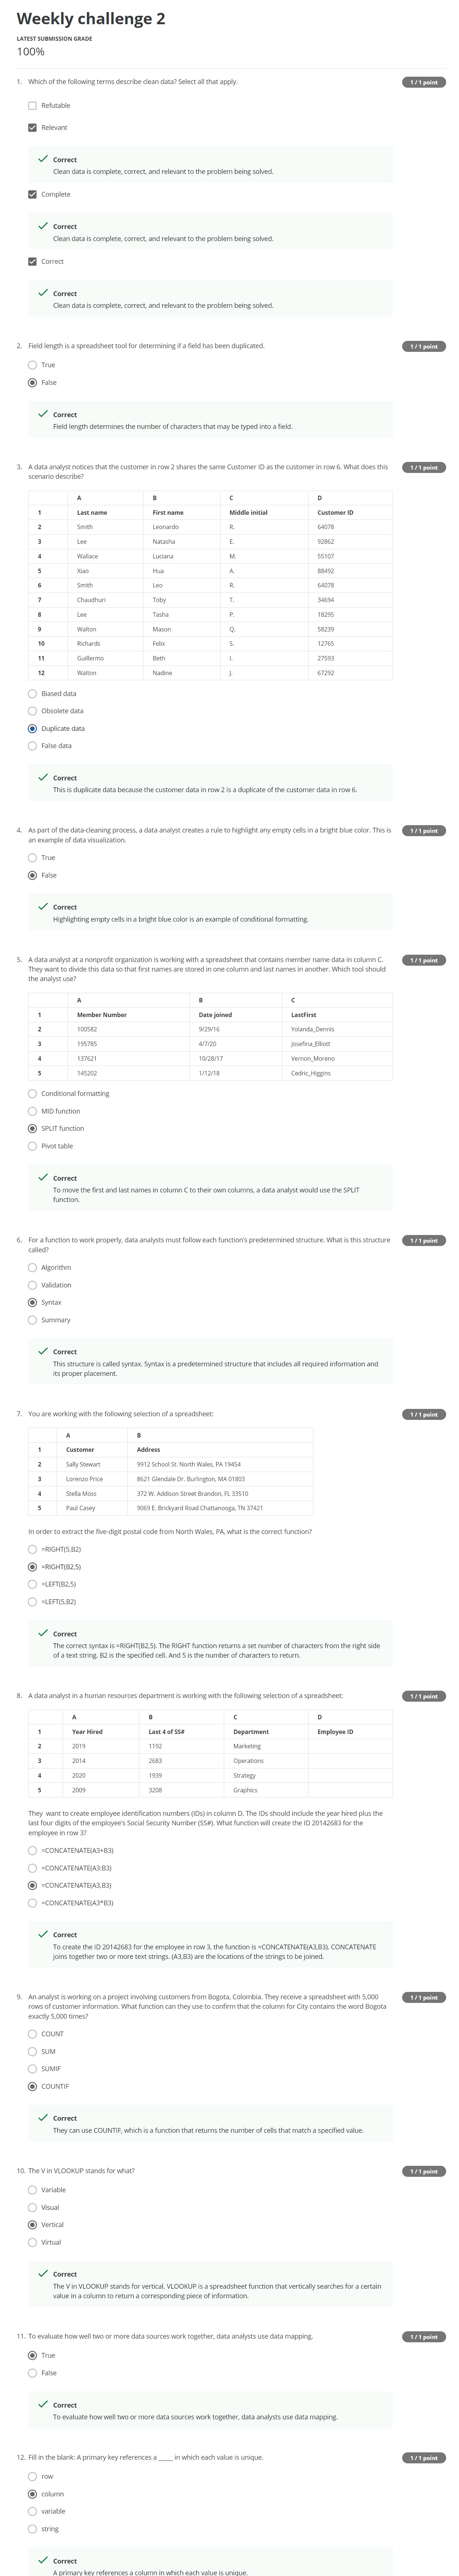 Weekly challenge 2
LATEST SUBMISSION GRADE
100%
1. Which of the following terms describe clean data? Select all that apply.
1 / 1 point
Refutable
Relevant
Correct
Clean data is complete, correct, and relevant to the problem being solved.
Complete
Correct
Clean data is complete, correct, and relevant to the problem being solved.
Correct
Correct
Clean data is complete, correct, and relevant to the problem being solved.
2. Field length is a spreadsheet tool for determining if a field has been duplicated.
1 / 1 point
True
False
Correct
Field length determines the number of characters that may be typed into a field.
3. A data analyst notices that the customer in row 2 shares the same Customer ID as the customer in row 6. What does this
scenario describe?
1 / 1 point
A B C D
1 Last name First name Middle initial Customer ID
2 Smith Leonardo R. 64078
3 Lee Natasha E. 92862
4 Wallace Luciana M. 55107
5 Xiao Hua A. 88492
6 Smith Leo R. 64078
7 Chaudhuri Toby T. 34694
8 Lee Tasha P. 18295
9 Walton Mason Q. 58239
10 Richards Felix S. 12765
11 Guillermo Beth I. 27593
12 Walton Nadine J. 67292
Biased data
Obsolete data
Duplicate data
False data
Correct
This is duplicate data because the customer data in row 2 is a duplicate of the customer data in row 6.
4. As part of the data-cleaning process, a data analyst creates a rule to highlight any empty cells in a bright blue color. This is
an example of data visualization.
1 / 1 point
True
False
Correct
Highlighting empty cells in a bright blue color is an example of conditional formatting.
5. A data analyst at a nonprofit organization is working with a spreadsheet that contains member name data in column C.
They want to divide this data so that first names are stored in one column and last names in another. Which tool should
the analyst use?
1 / 1 point
A B C
1 Member Number Date joined LastFirst
2 100582 9/29/16 Yolanda_Dennis
3 195785 4/7/20 Josefina_Elliott
4 137621 10/28/17 Vernon_Moreno
5 145202 1/12/18 Cedric_Higgins
Conditional formatting
MID function
SPLIT function
Pivot table
Correct
To move the first and last names in column C to their own columns, a data analyst would use the SPLIT
function.
6. For a function to work properly, data analysts must follow each function's predetermined structure. What is this structure
called?
1 / 1 point
Algorithm
Validation
Syntax
Summary
Correct
This structure is called syntax. Syntax is a predetermined structure that includes all required information and
its proper placement.
7. You are working with the following selection of a spreadsheet:
1 / 1 point
A B
1 Customer Address
2 Sally Stewart 9912 School St. North Wales, PA 19454
3 Lorenzo Price 8621 Glendale Dr. Burlington, MA 01803
4 Stella Moss 372 W. Addison Street Brandon, FL 33510
5 Paul Casey 9069 E. Brickyard Road Chattanooga, TN 37421
In order to extract the five-digit postal code from North Wales, PA, what is the correct function?
=RIGHT(5,B2)
=RIGHT(B2,5)
=LEFT(B2,5)
=LEFT(5,B2)
Correct
The correct syntax is =RIGHT(B2,5). The RIGHT function returns a set number of characters from the right side
of a text string. B2 is the specified cell. And 5 is the number of characters to return.
8. A data analyst in a human resources department is working with the following selection of a spreadsheet:
1 / 1 point
A B C D
1 Year Hired Last 4 of SS# Department Employee ID
2 2019 1192 Marketing
3 2014 2683 Operations
4 2020 1939 Strategy
5 2009 3208 Graphics
They want to create employee identification numbers (IDs) in column D. The IDs should include the year hired plus the
last four digits of the employee's Social Security Number (SS#). What function will create the ID 20142683 for the
employee in row 3?
=CONCATENATE(A3+B3)
=CONCATENATE(A3:B3)
=CONCATENATE(A3,B3)
=CONCATENATE(A3*B3)
Correct
To create the ID 20142683 for the employee in row 3, the function is =CONCATENATE(A3,B3). CONCATENATE
joins together two or more text strings. (A3,B3) are the locations of the strings to be joined.
9. An analyst is working on a project involving customers from Bogota, Colombia. They receive a spreadsheet with 5,000
rows of customer information. What function can they use to confirm that the column for City contains the word Bogota
exactly 5,000 times?
1 / 1 point
COUNT
SUM
SUMIF
COUNTIF
Correct
They can use COUNTIF, which is a function that returns the number of cells that match a specified value.
10. The V in VLOOKUP stands for what?
1 / 1 point
Variable
Visual
Vertical
Virtual
Correct
The V in VLOOKUP stands for vertical. VLOOKUP is a spreadsheet function that vertically searches for a certain
value in a column to return a corresponding piece of information.
11. To evaluate how well two or more data sources work together, data analysts use data mapping.
1 / 1 point
True
False
Correct
To evaluate how well two or more data sources work together, data analysts use data mapping.
12. Fill in the blank: A primary key references a _____ in which each value is unique.
1 / 1 point
row
column
variable
string
Correct
A primary key references a column in which each value is unique.